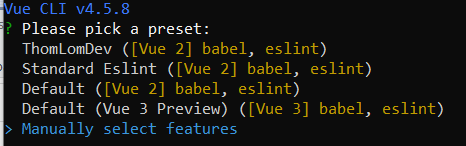 Vue CLI v4.5.8
? Please pick a preset:
ThomLomDev ([Vue 2] babel, eslint)
Standard Eslint ([Vue 2] babel, eslint)
Default ([Vue 2] babel, eslint)
Default (Vue 3 Preview) ([Vue 3] babel, eslint)
> Manually select features